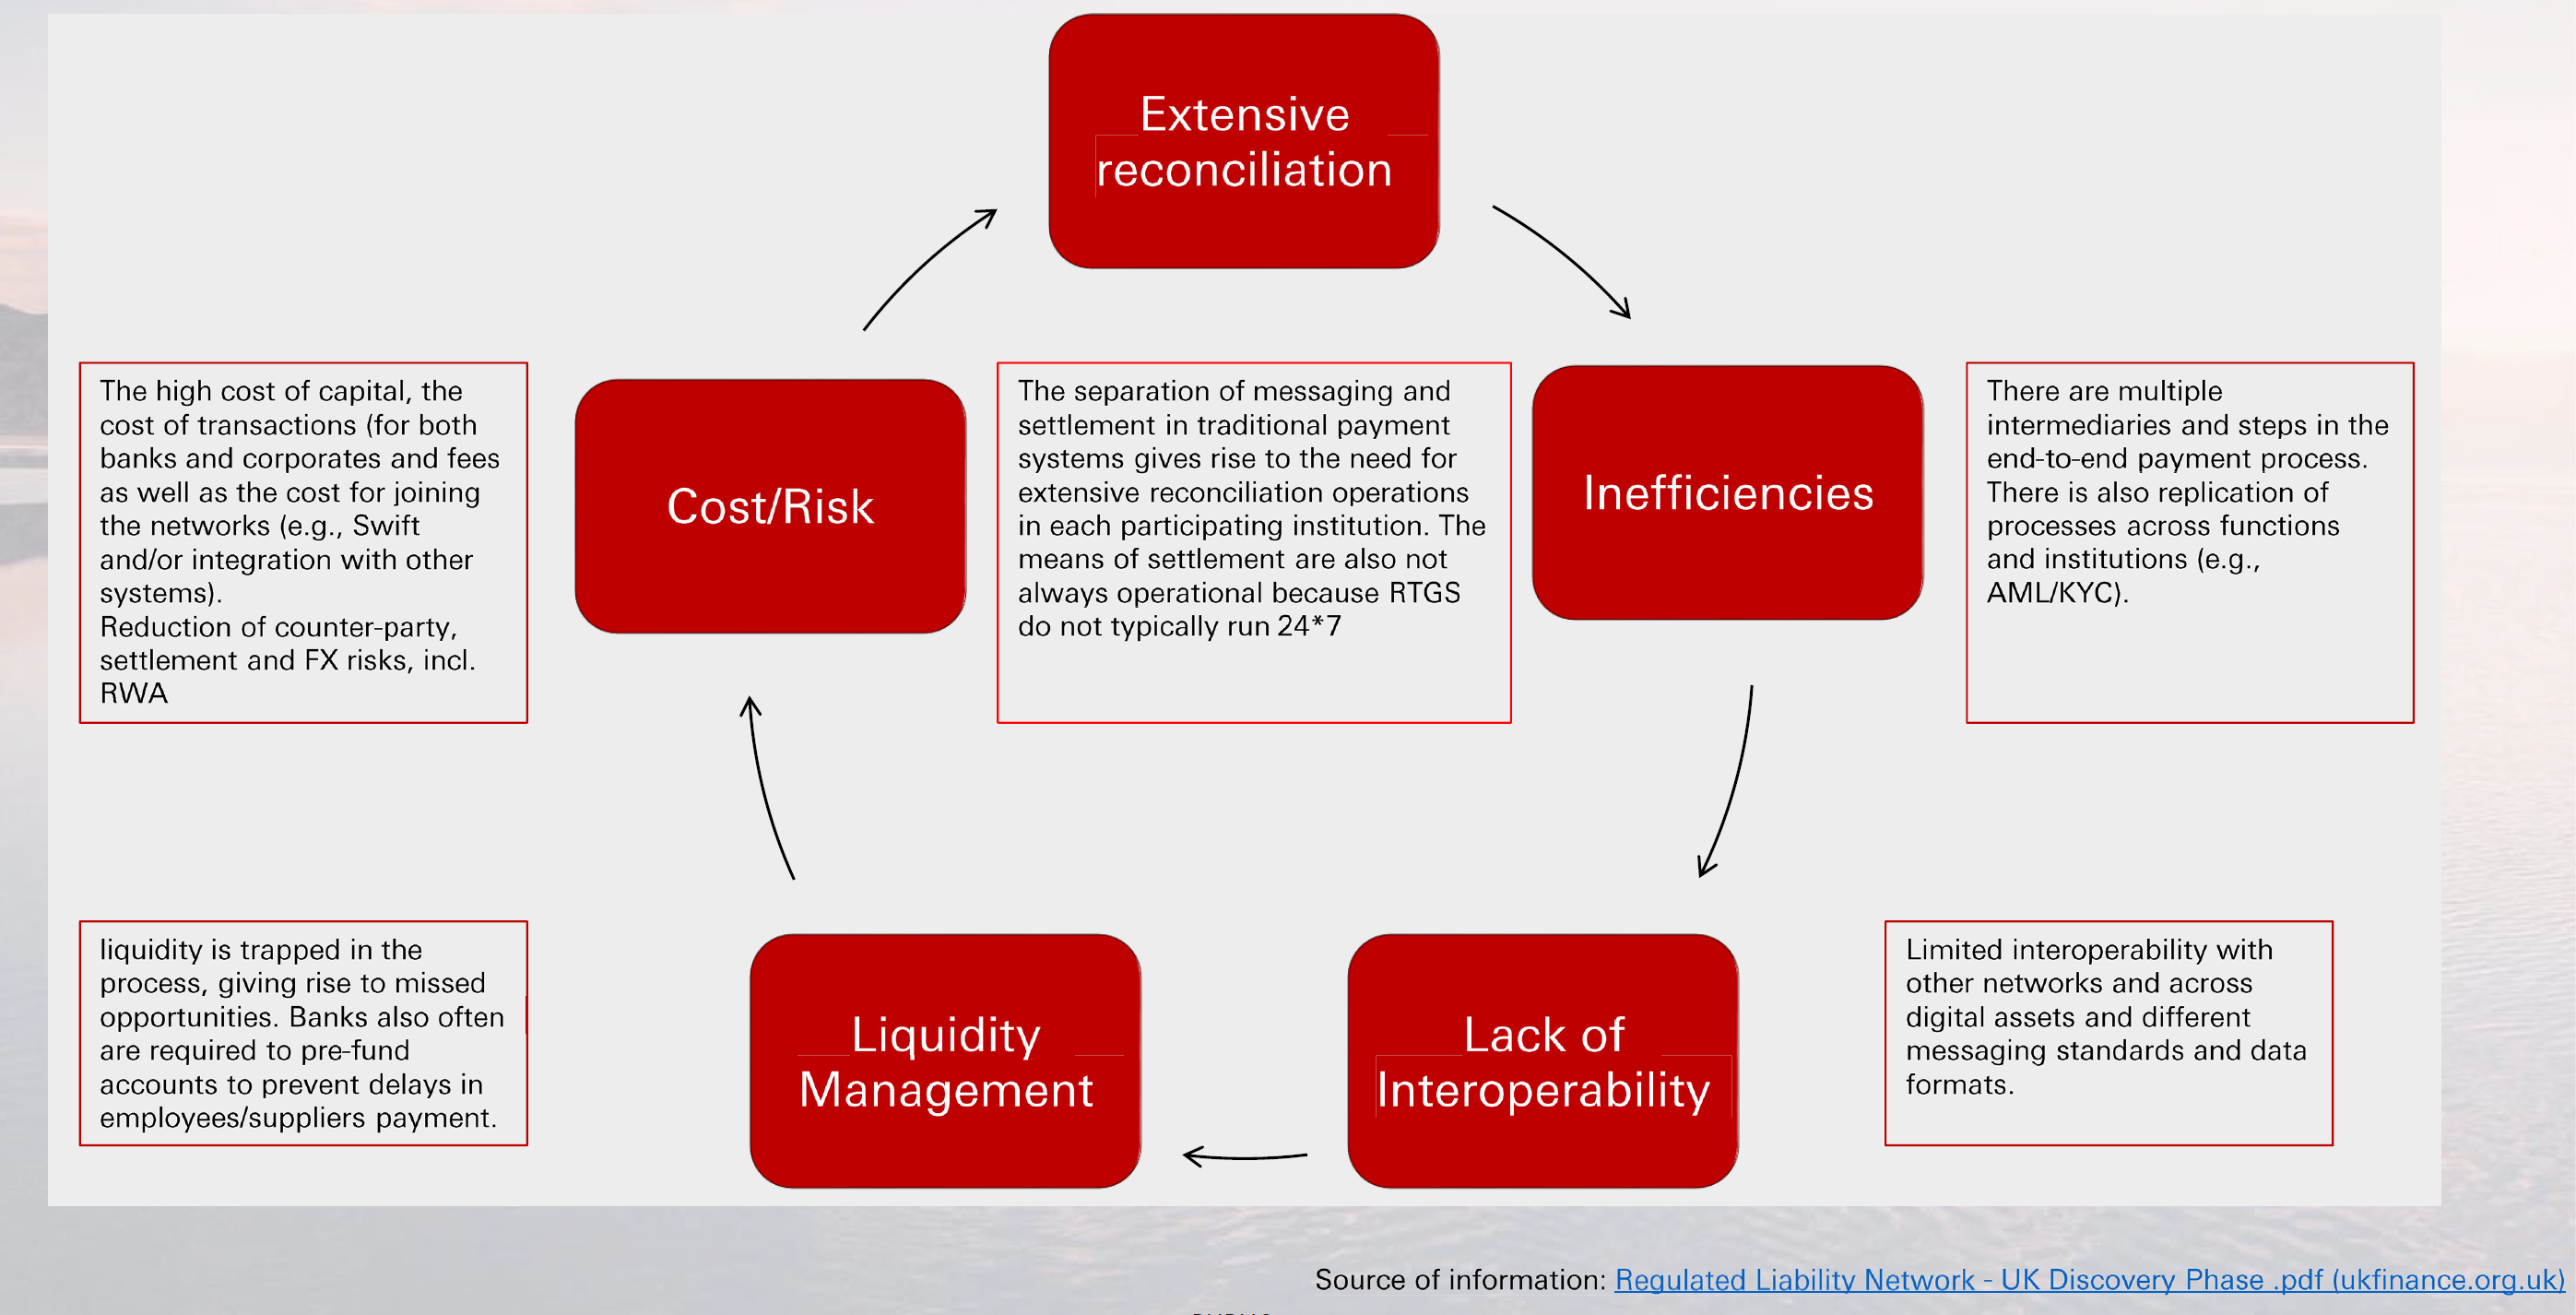 Extensive
reconciliation
The high cost of capital, the
cost of transactions (for both
banks and corporates and fees
as well as the cost for joining
the networks (e.g., Swift
and/or integration with other
systems).
Reduction of counter-party,
settlement and FX risks, incl.
RWA
Cost/Risk
The separation of messaging and
settlement in traditional payment
systems gives rise to the need for
extensive reconciliation operations
in each participating institution. The
means of settlement are also not
always operational because RTGS
do not typically run 24*7
Inefficiencies
There are multiple
intermediaries and steps in the
end-to-end payment process.
There is also replication of
processes across functions
and institutions (e.g.,
AML/KYC).
liquidity is trapped in the
process, giving rise to missed
opportunities. Banks also often
are required to pre-fund
accounts to prevent delays in
employees/suppliers payment.
Liquidity
Management
Lack of
Interoperability
Limited interoperability with
other networks and across
digital assets and different
messaging standards and data
formats.
Source of information: Regulated Liability Network - UK Discovery Phase .pdf (ukfinance.org.uk)